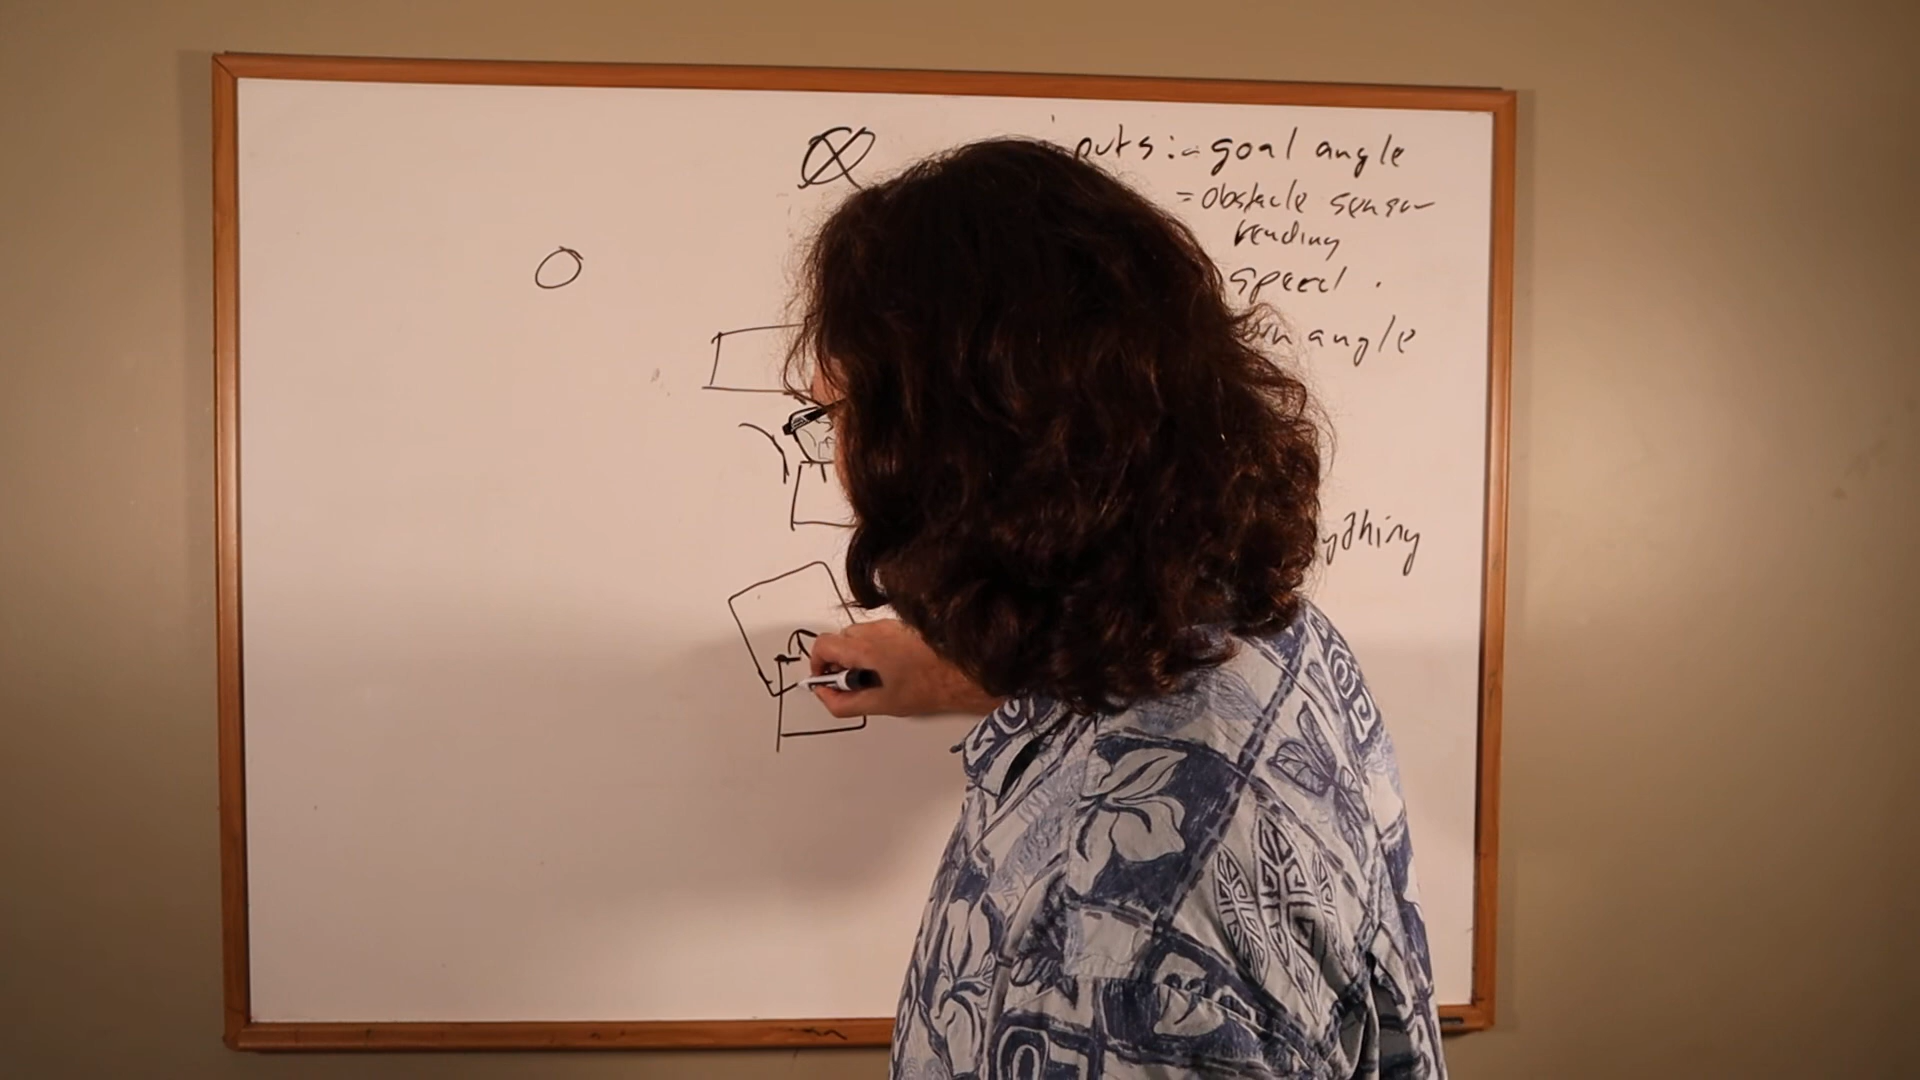 puts :- goal angle
= obstacle sensor
reading
speed .
angle
ything